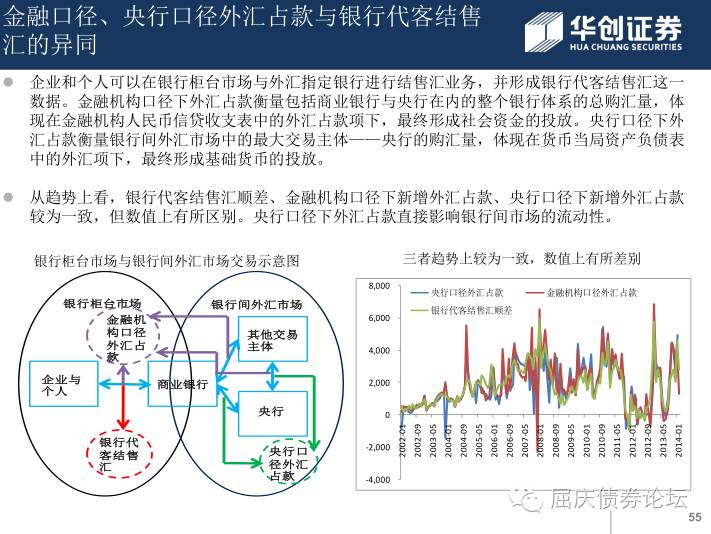 金融口径、央行口径外汇占款与银行代客结售
汇的异同
华创证券
HUA CHUANG SECURITIES
企业和个人可以在银行柜台市场与外汇指定银行进行结售汇业务，并形成银行代客结售汇这一
数据。金融机构口径下外汇占款衡量包括商业银行与央行在内的整个银行体系的总购汇量，体
现在金融机构人民币信贷收支表中的外汇占款项下，最终形成社会资金的投放。央行口径下外
汇占款衡量银行间外汇市场中的最大交易主体——央行的购汇量，体现在货币当局资产负债表
中的外汇项下，最终形成基础货币的投放。
从趋势上看，银行代客结售汇顺差、金融机构口径下新增外汇占款、央行口径下新增外汇占款
较为一致，但数值上有所区别。央行口径下外汇占款直接影响银行间市场的流动性。
银行柜台市场与银行间外汇市场交易示意图
银行柜台市场
银行间外汇市场
金融机
构口径
外汇占
款
其他交易
主体
企业与
个人
商业银行
央行
银行代
客结售
汇
央行口
径外汇
占款
三者趋势上较为一致，数值上有所差别
央行口径外汇占款
金融机构口径外汇占款
银行代客结售汇顺差
8,000
6,000
4,000
2,000
0
-2,000
-4,000
2002-01
2002-09
2003-05
2004-01
2004-09
2005-05
2006-01
2006-09
2007-05
2008-01
2008-09
2009-05
2010-01
2010-09
2011-05
2012-01
2012-09
2013-05
2014-01
屈庆债券论坛
55